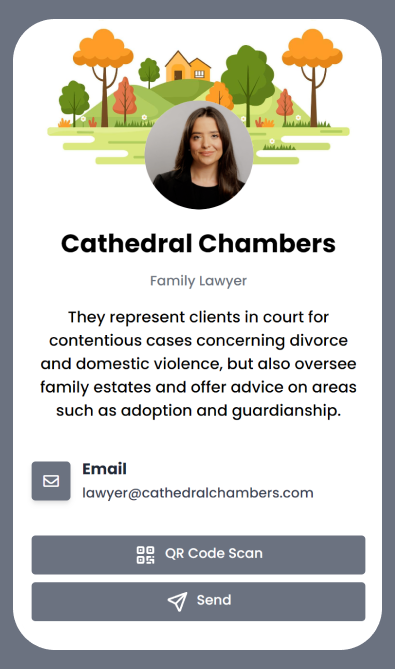 Cathedral Chambers
Family Lawyer
They represent clients in court for
contentious cases concerning divorce
and domestic violence, but also oversee
family estates and offer advice on areas
such as adoption and guardianship.
Email
lawyer@cathedralchambers.com
QR Code Scan
Send